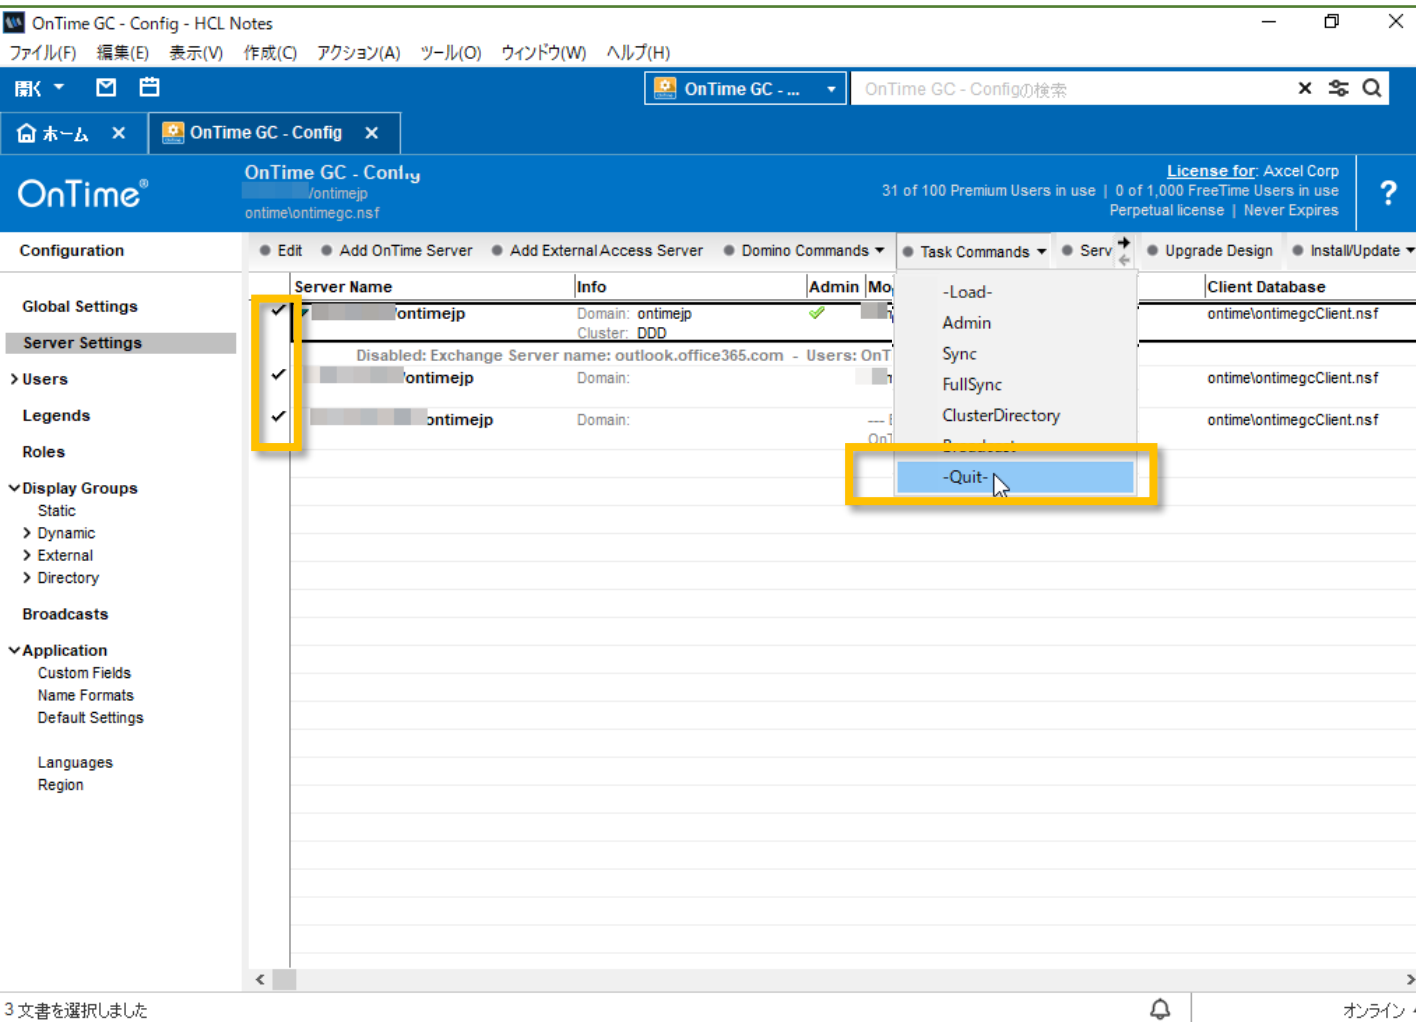 OnTime GC - Config - HCL Notes
ファイル(F) 編集(E) 表示(V) 作成(C) アクション(A) ツール(O) ウィンドウ(W) ヘルプ(H)
開く OnTime GC - ... OnTime GC - Configの検索
ホーム OnTime GC - Config
OnTime®
OnTime GC - Config
/ontimejp
ontime\ontimegc.nsf
License for: Axcel Corp
31 of 100 Premium Users in use | 0 of 1,000 FreeTime Users in use
Perpetual license | Never Expires
?
Configuration
Edit Add OnTime Server Add External Access Server Domino Commands Task Commands Serv Upgrade Design Install/Update
Global Settings
Server Settings
Users
Legends
Roles
Display Groups
Static
Dynamic
External
Directory
Broadcasts
Application
Custom Fields
Name Formats
Default Settings
Languages
Region
Server Name Info Admin Mo Client Database
/ontimejp Domain: ontimejp ontime\ontimegcClient.nsf
Cluster: DDD
Disabled: Exchange Server name: outlook.office365.com - Users: OnT
/ontimejp Domain: ontime\ontimegcClient.nsf
ontimejp Domain: --- ontime\ontimegcClient.nsf
OnT
-Load-
Admin
Sync
FullSync
ClusterDirectory
Broadcast
-Quit-
3 文書を選択しました オンライン